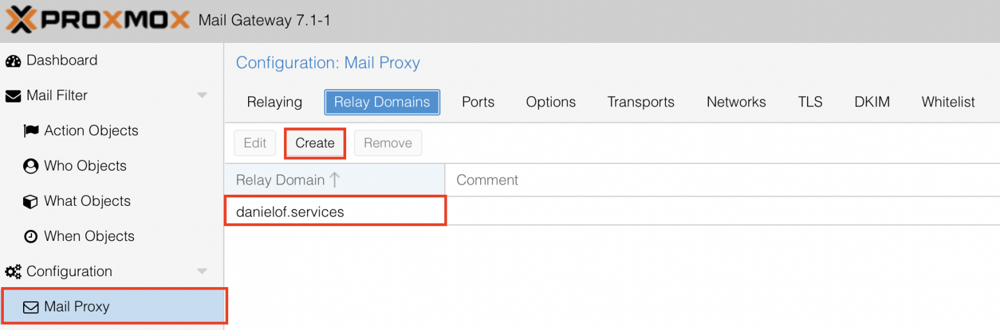 PROXMOX Mail Gateway 7.1-1
Dashboard
Mail Filter
Action Objects
Who Objects
What Objects
When Objects
Configuration
Mail Proxy
Configuration: Mail Proxy
Relaying Relay Domains Ports Options Transports Networks TLS DKIM Whitelist
Edit Create Remove
Relay Domain Comment
danielof.services